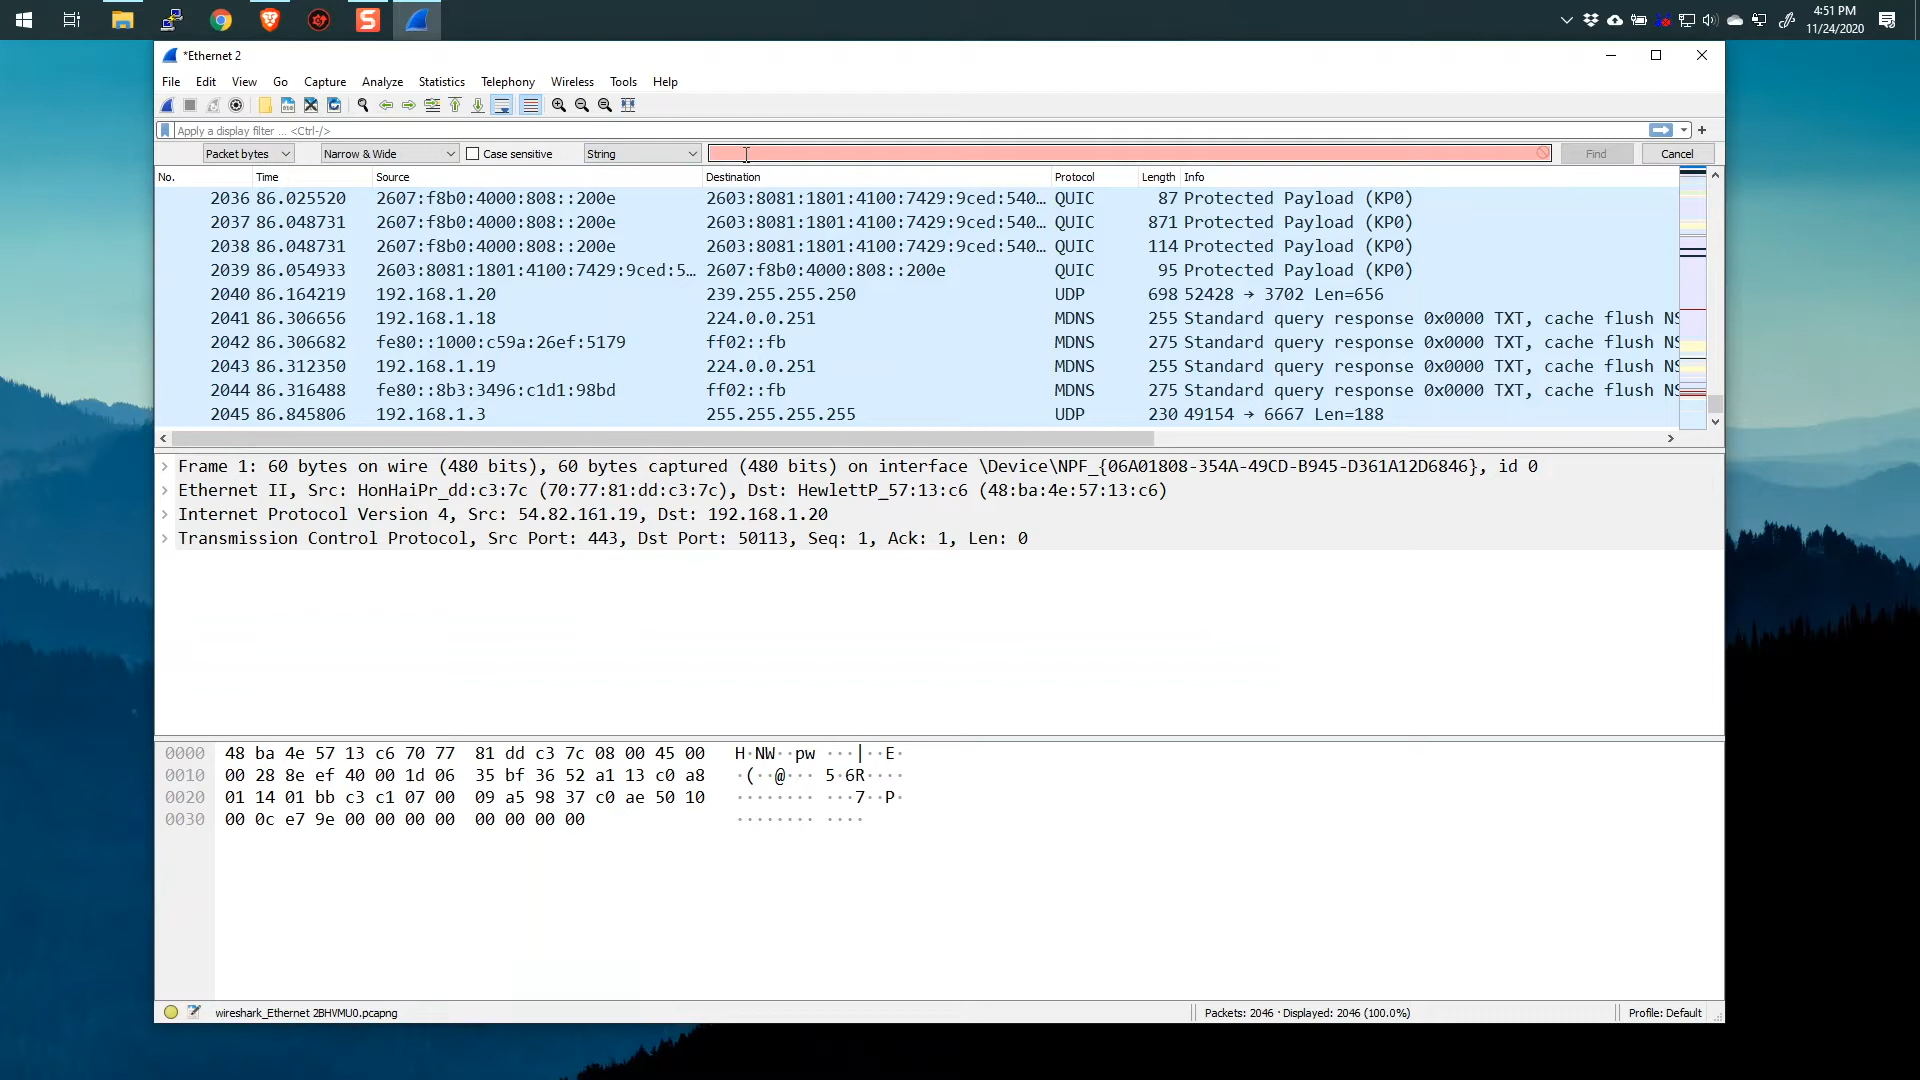 4:51 PM
11/24/2020
*Ethernet 2
File Edit View Go Capture Analyze Statistics Telephony Wireless Tools Help
Apply a display filter ... <Ctrl-/>
Packet bytes Narrow & Wide Case sensitive String Find Cancel
No. Time Source Destination Protocol Length Info
2036 86.025520 2607:f8b0:4000:808::200e 2603:8081:1801:4100:7429:9ced:540… QUIC 87 Protected Payload (KP0)
2037 86.048731 2607:f8b0:4000:808::200e 2603:8081:1801:4100:7429:9ced:540… QUIC 871 Protected Payload (KP0)
2038 86.048731 2607:f8b0:4000:808::200e 2603:8081:1801:4100:7429:9ced:540… QUIC 114 Protected Payload (KP0)
2039 86.054933 2603:8081:1801:4100:7429:9ced:5… 2607:f8b0:4000:808::200e QUIC 95 Protected Payload (KP0)
2040 86.164219 192.168.1.20 239.255.255.250 UDP 698 52428 → 3702 Len=656
2041 86.306656 192.168.1.18 224.0.0.251 MDNS 255 Standard query response 0x0000 TXT, cache flush NS
2042 86.306682 fe80::1000:c59a:26ef:5179 ff02::fb MDNS 275 Standard query response 0x0000 TXT, cache flush NS
2043 86.312350 192.168.1.19 224.0.0.251 MDNS 255 Standard query response 0x0000 TXT, cache flush NS
2044 86.316488 fe80::8b3:3496:c1d1:98bd ff02::fb MDNS 275 Standard query response 0x0000 TXT, cache flush NS
2045 86.845806 192.168.1.3 255.255.255.255 UDP 230 49154 → 6667 Len=188
Frame 1: 60 bytes on wire (480 bits), 60 bytes captured (480 bits) on interface \Device\NPF_{06A01808-354A-49CD-B945-D361A12D6846}, id 0
Ethernet II, Src: HonHaiPr_dd:c3:7c (70:77:81:dd:c3:7c), Dst: HewlettP_57:13:c6 (48:ba:4e:57:13:c6)
Internet Protocol Version 4, Src: 54.82.161.19, Dst: 192.168.1.20
Transmission Control Protocol, Src Port: 443, Dst Port: 50113, Seq: 1, Ack: 1, Len: 0
0000 48 ba 4e 57 13 c6 70 77 81 dd c3 7c 08 00 45 00 H·NW··pw ···|··E·
0010 00 28 8e ef 40 00 1d 06 35 bf 36 52 a1 13 c0 a8 ·(··@··· 5·6R····
0020 01 14 01 bb c3 c1 07 00 09 a5 98 37 c0 ae 50 10 ········ ···7··P·
0030 00 0c e7 9e 00 00 00 00 00 00 00 00 ········ ····
wireshark_Ethernet 2BHVMU0.pcapng Packets: 2046 · Displayed: 2046 (100.0%) Profile: Default